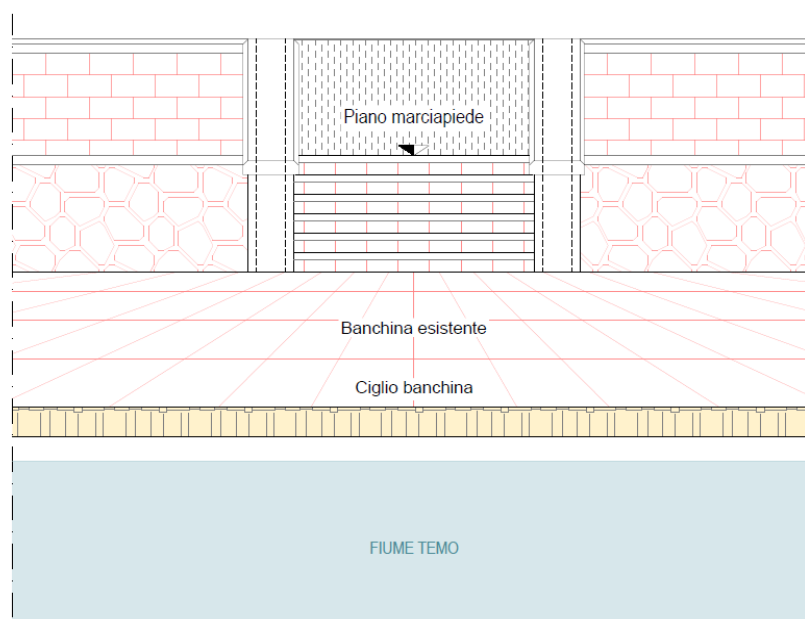 Piano marciapiede
Banchina esistente
Ciglio banchina
FIUME TEMO